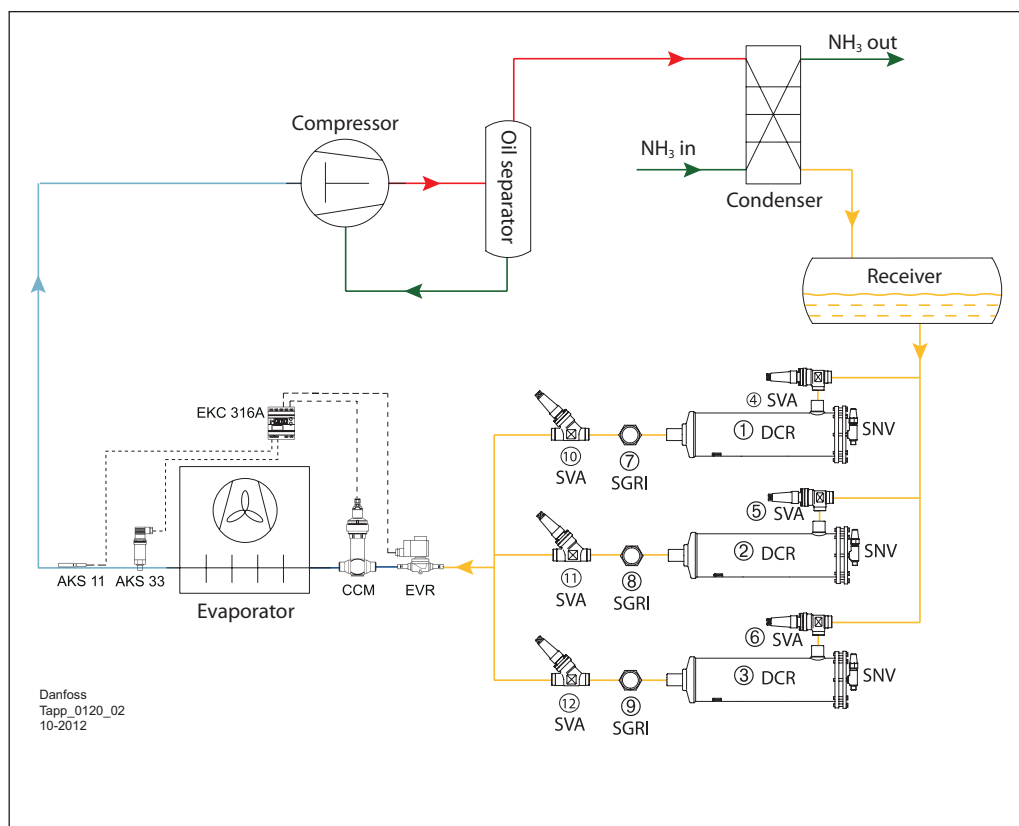 NH₃ out
Compressor
Oil separator
NH₃ in
Condenser
Receiver
④ SVA
EKC 316A
① DCR
SNV
⑩
SVA
⑦
SGRI
⑤ SVA
② DCR
SNV
AKS 11
AKS 33
Evaporator
CCM
EVR
⑪
SVA
⑧
SGRI
⑥ SVA
③ DCR
SNV
⑫
SVA
⑨
SGRI
Danfoss
Tapp_0120_02
10-2012